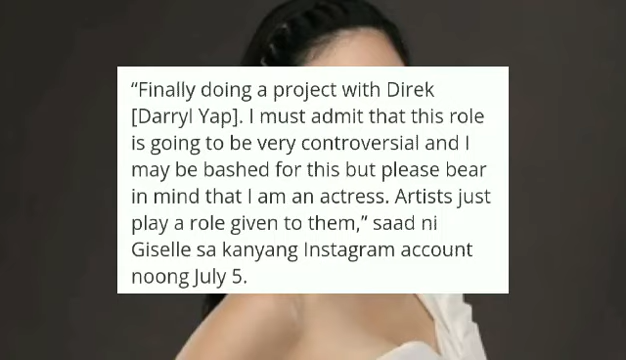 “Finally doing a project with Direk
[Darryl Yap]. I must admit that this role
is going to be very controversial and I
may be bashed for this but please bear
in mind that I am an actress. Artists just
play a role given to them,” saad ni
Giselle sa kanyang Instagram account
noong July 5.